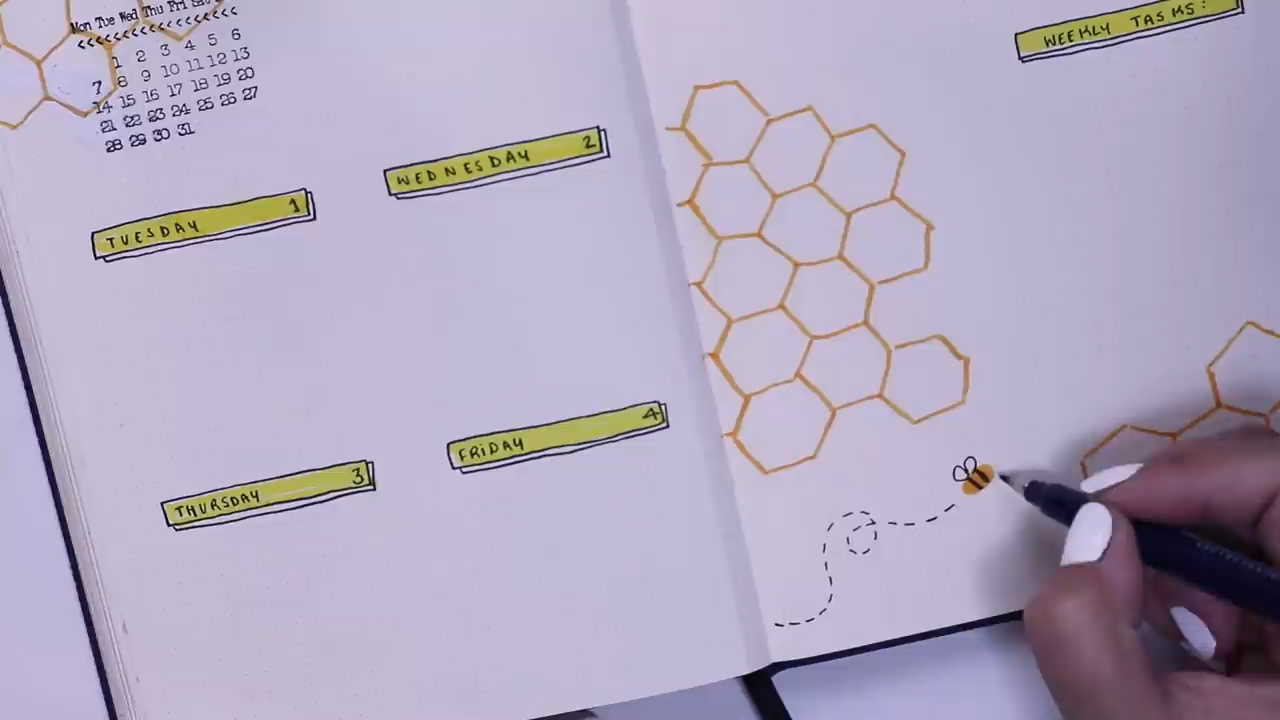 Mon Tue Wed Thu Fri Sat
<<<<<<<<<<<<<<<
1 2 3 4 5 6
7 8 9 10 11 12 13
14 15 16 17 18 19 20
21 22 23 24 25 26 27
28 29 30 31
TUESDAY 1
WEDNESDAY 2
THURSDAY 3
FRiDAY 4
WEEKLY TASKS: